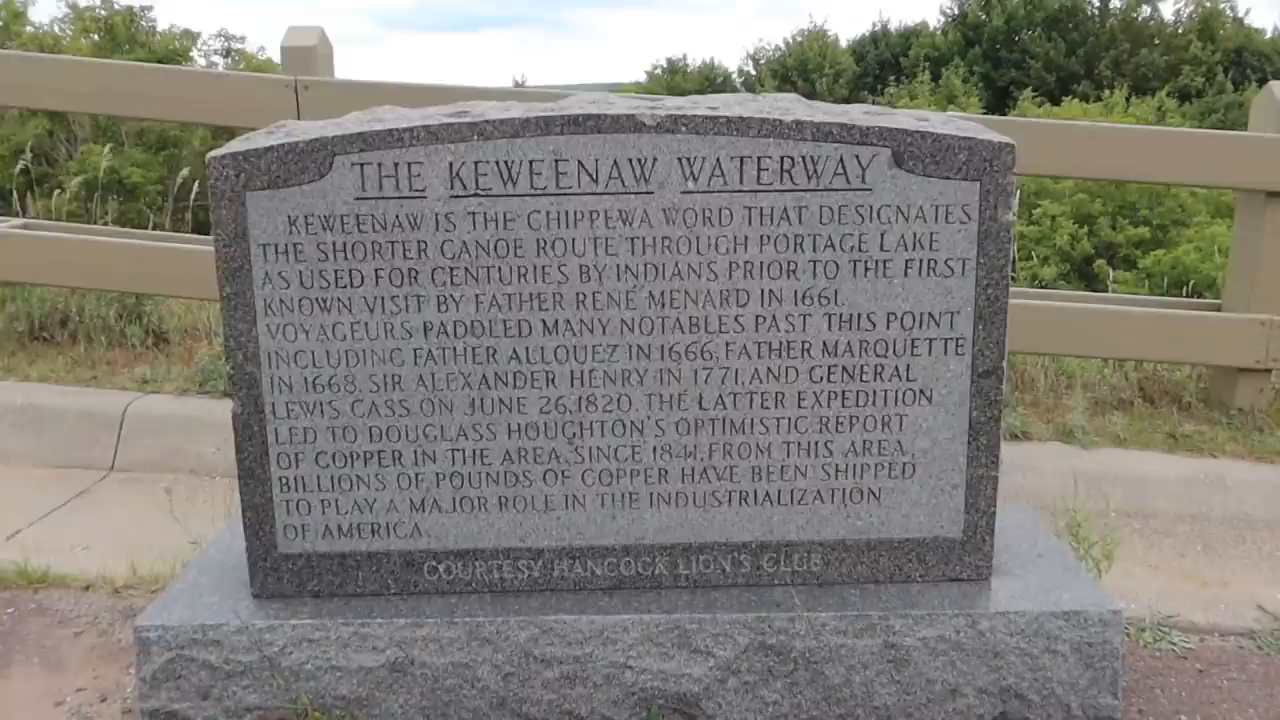 THE KEWEENAW WATERWAY
KEWEENAW IS THE CHIPPEWA WORD THAT DESIGNATES
THE SHORTER CANOE ROUTE THROUGH PORTAGE LAKE
AS USED FOR CENTURIES BY INDIANS PRIOR TO THE FIRST
KNOWN VISIT BY FATHER RENE MENARD IN 1661.
VOYAGEURS PADDLED MANY NOTABLES PAST THIS POINT
INCLUDING FATHER ALLOUEZ IN 1666, FATHER MARQUETTE
IN 1668, SIR ALEXANDER HENRY IN 1771, AND GENERAL
LEWIS CASS ON JUNE 26, 1820. THE LATTER EXPEDITION
LED TO DOUGLASS HOUGHTON'S OPTIMISTIC REPORT
OF COPPER IN THE AREA. SINCE 1841, FROM THIS AREA,
BILLIONS OF POUNDS OF COPPER HAVE BEEN SHIPPED
TO PLAY A MAJOR ROLE IN THE INDUSTRIALIZATION
OF AMERICA.
COURTESY HANCOCK LION'S CLUB